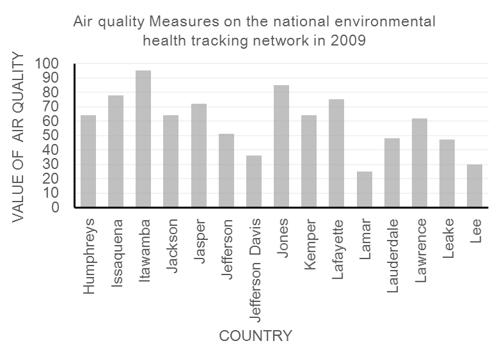 Air quality Measures on the national environmental
health tracking network in 2009
VALUE OF AIR QUALITY
100
90
80
70
60
50
40
30
20
10
0
Humphreys
Issaquena
Itawamba
Jackson
Jasper
Jefferson
Jefferson Davis
Jones
Kemper
Lafayette
Lamar
Lauderdale
Lawrence
Leake
Lee
COUNTRY